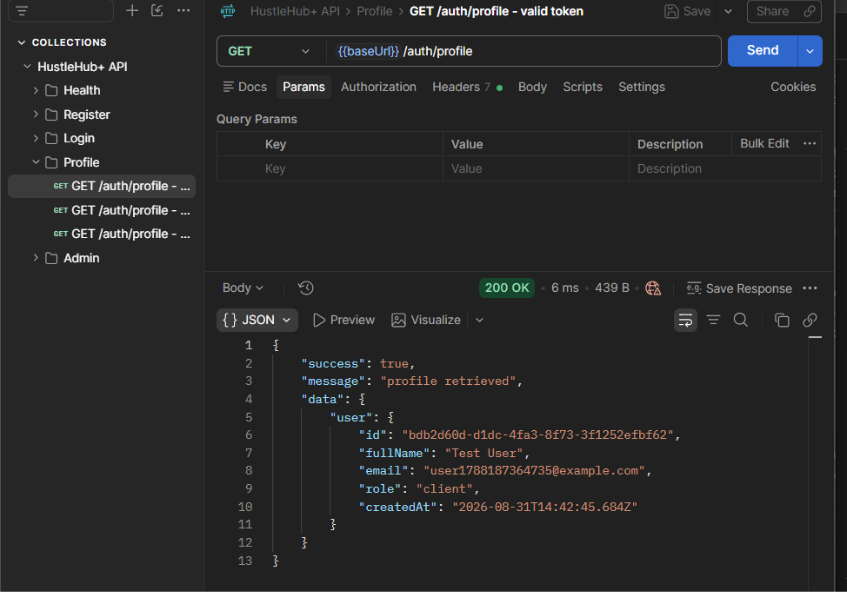 HTTP HustleHub+ API > Profile > GET /auth/profile - valid token Save Share
COLLECTIONS
HustleHub+ API
Health
Register
Login
Profile
GET GET /auth/profile - ...
GET GET /auth/profile - ...
GET GET /auth/profile - ...
Admin
GET {{baseUrl}} /auth/profile Send
Docs Params Authorization Headers 7 Body Scripts Settings Cookies
Query Params
Key Value Description Bulk Edit
Key Value Description
Body 200 OK 6 ms 439 B e.g. Save Response
{} JSON Preview Visualize
1 {
2 "success": true,
3 "message": "profile retrieved",
4 "data": {
5 "user": {
6 "id": "bdb2d60d-d1dc-4fa3-8f73-3f1252efbf62",
7 "fullName": "Test User",
8 "email": "user1788187364735@example.com",
9 "role": "client",
10 "createdAt": "2026-08-31T14:42:45.684Z"
11 }
12 }
13 }